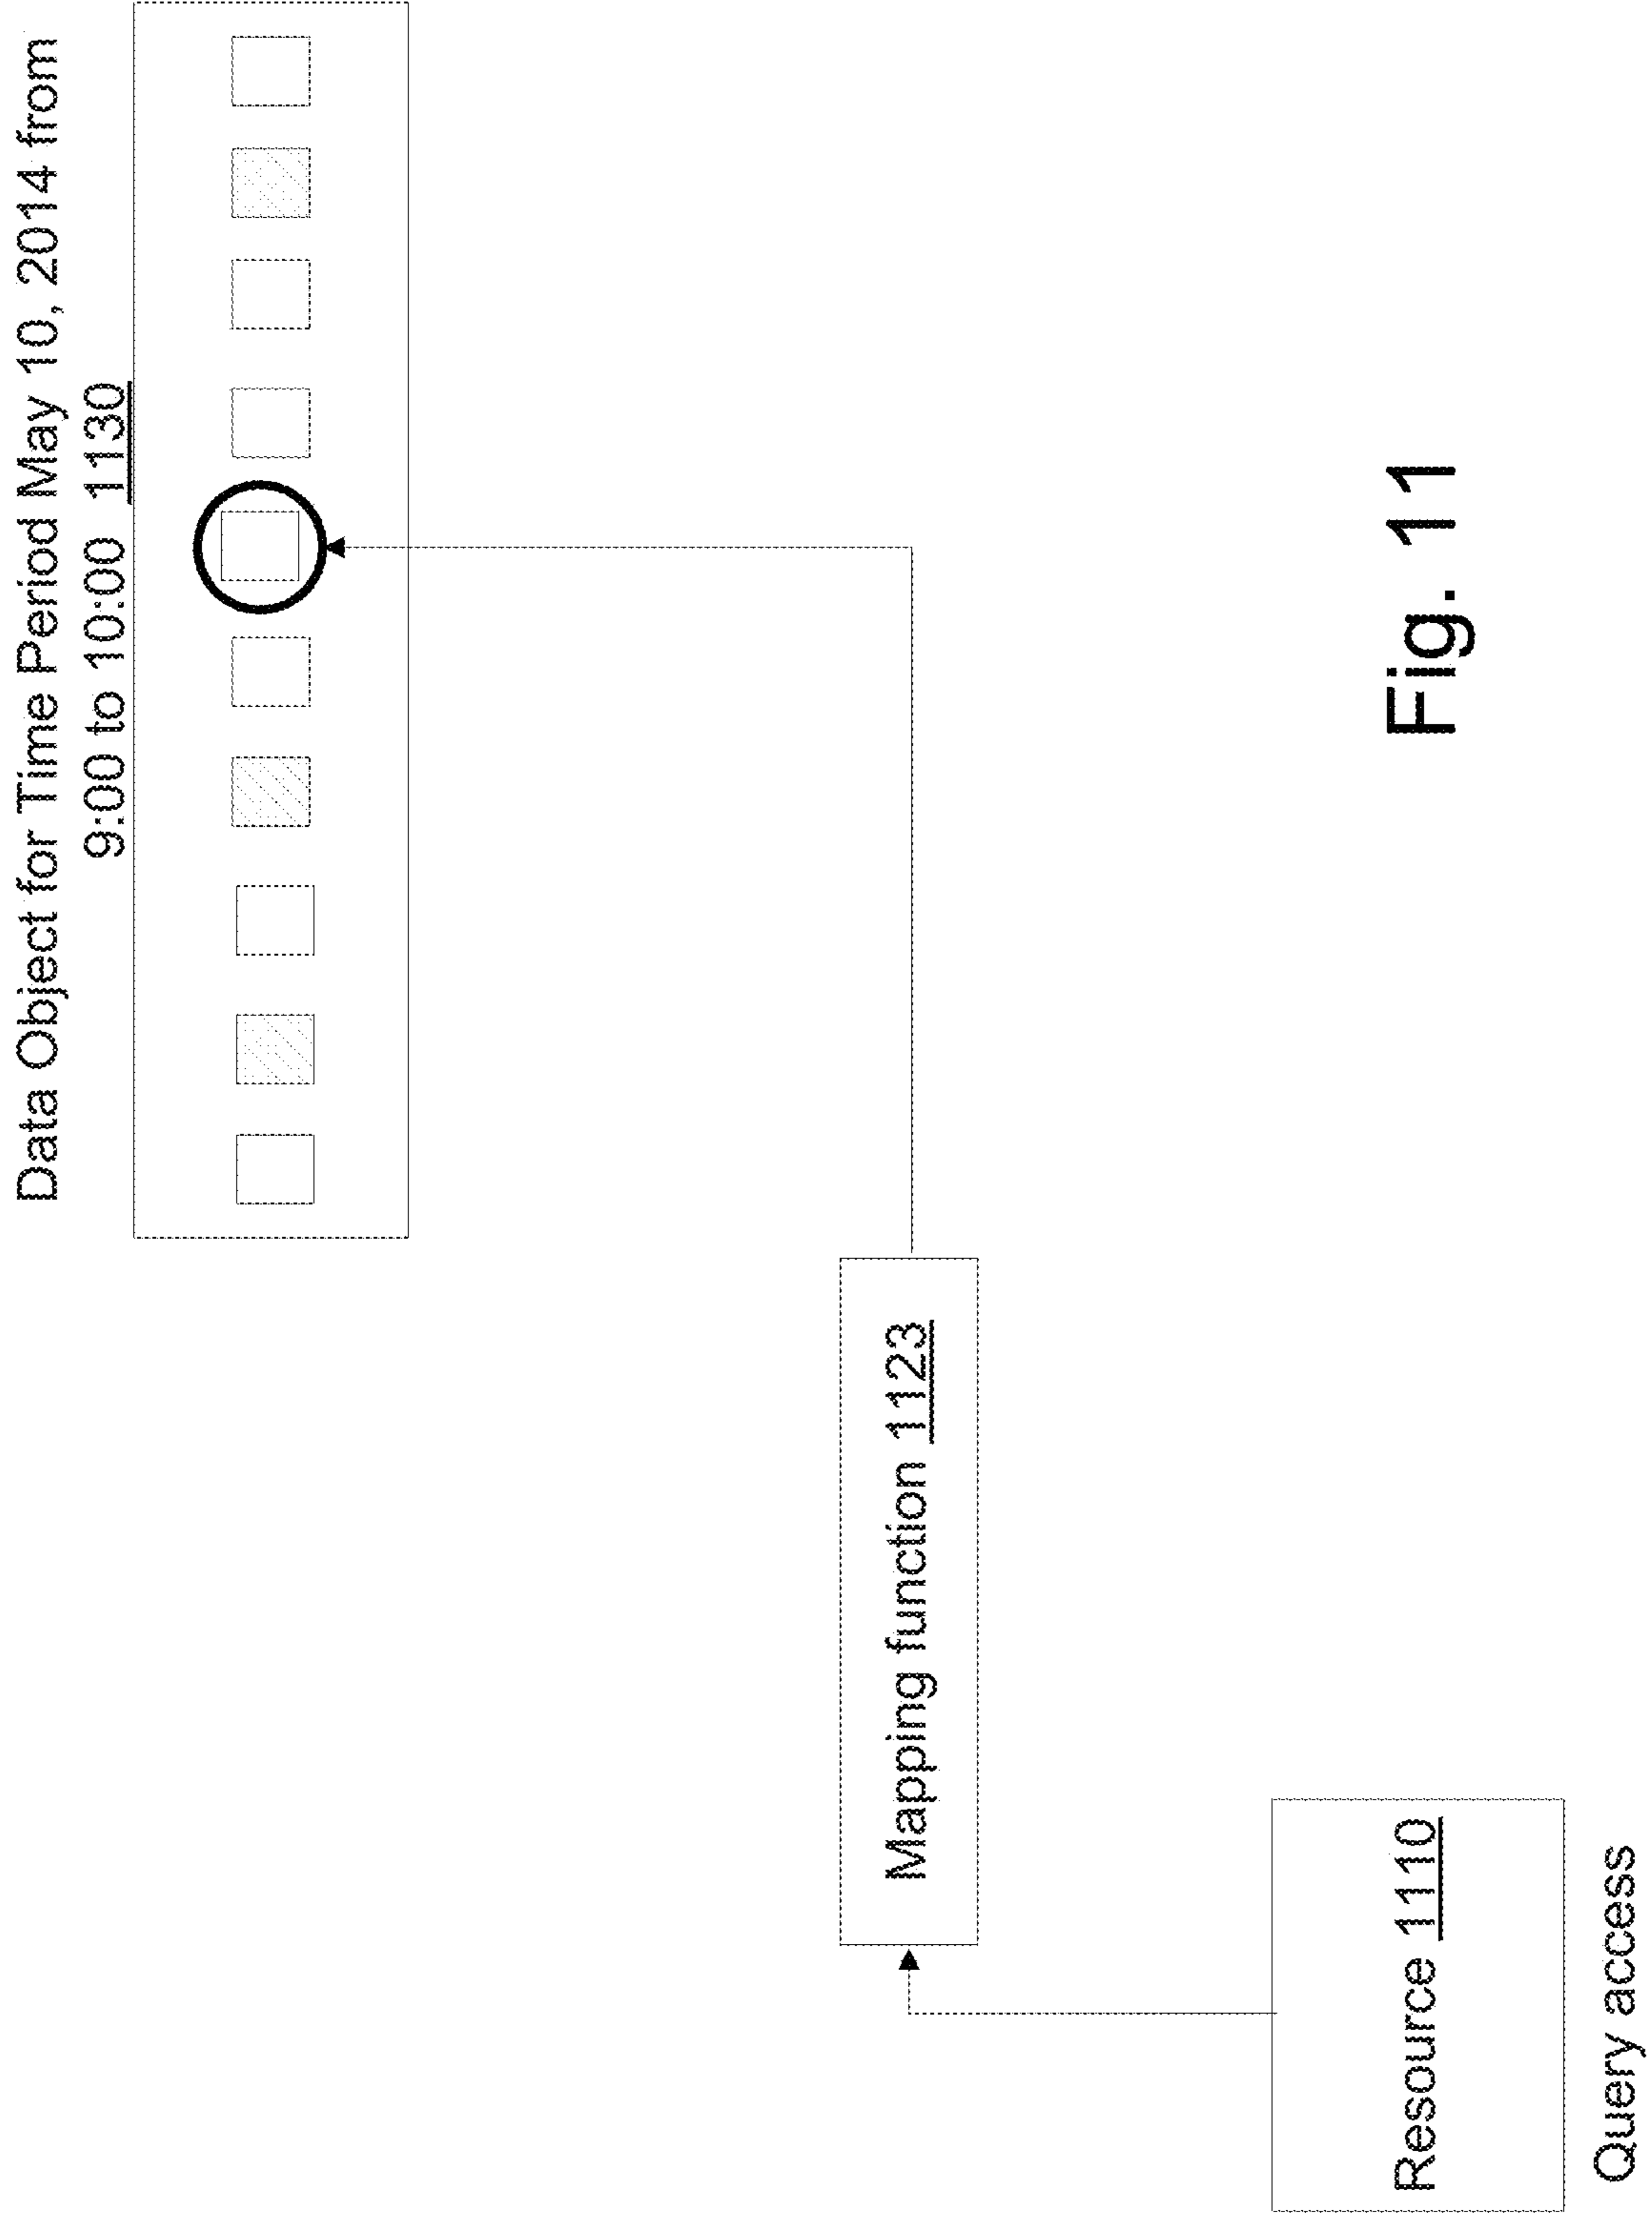 Data Object for Time Period May 10, 2014 from
9:00 to 10:00 1130
Mapping function 1123
Resource 1110
Query access
Fig. 11